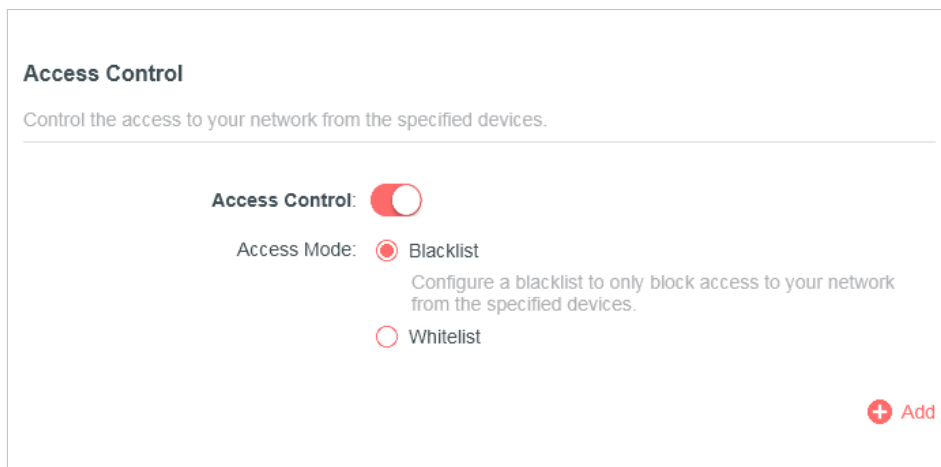 Access Control
Control the access to your network from the specified devices.
Access Control:
Access Mode: Blacklist
Configure a blacklist to only block access to your network
from the specified devices.
Whitelist
Add